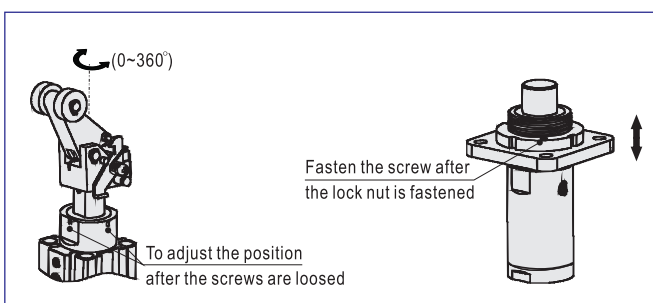 (0~360°)
Fasten the screw after
the lock nut is fastened
To adjust the position
after the screws are loosed